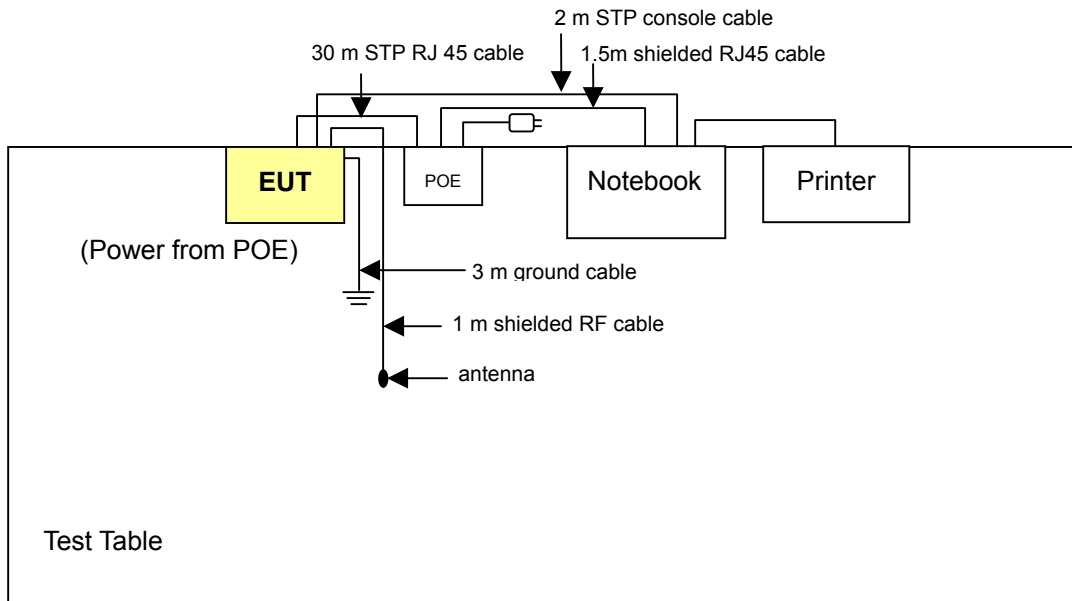 2 m STP console cable
30 m STP RJ 45 cable
1.5m shielded RJ45 cable
EUT
POE
Notebook
Printer
(Power from POE)
3 m ground cable
1 m shielded RF cable
antenna
Test Table